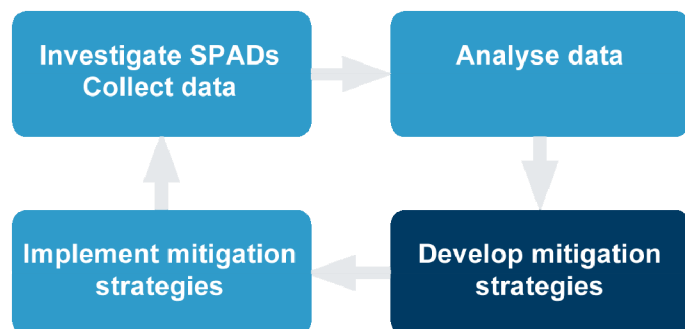 Investigate SPADs
Collect data
Analyse data
Implement mitigation
strategies
Develop mitigation
strategies